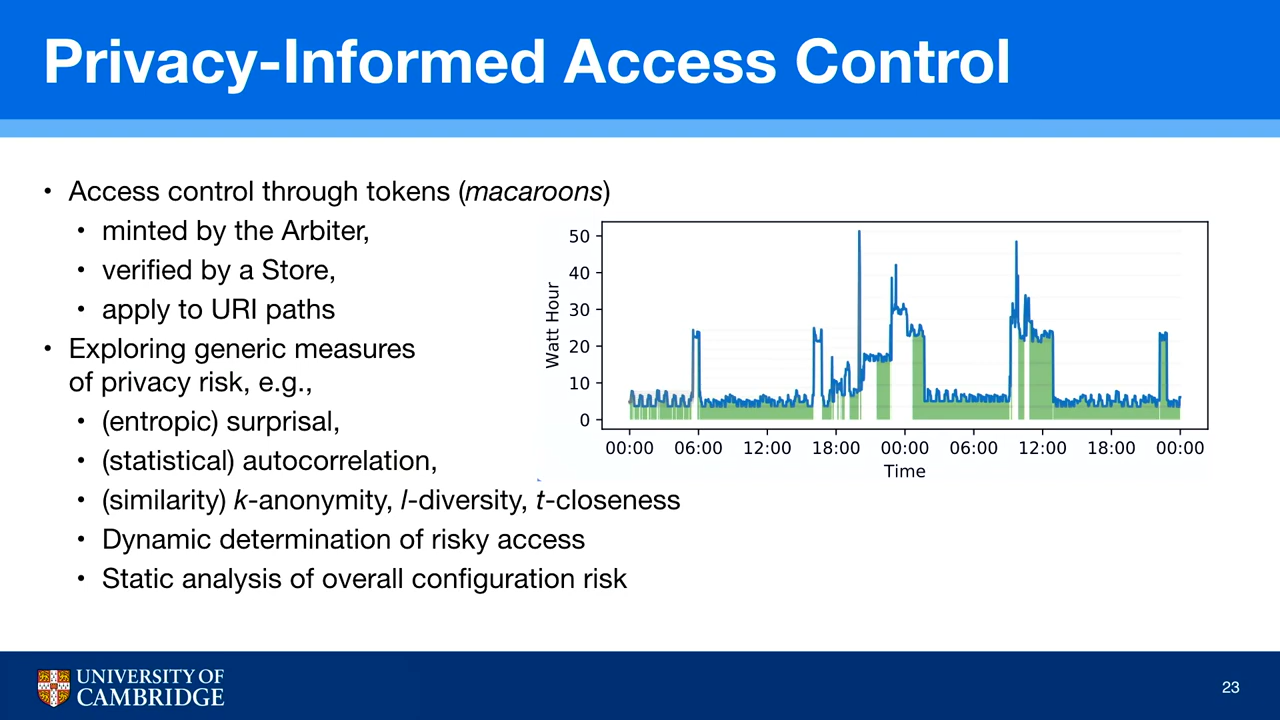 Privacy-Informed Access Control
• Access control through tokens (macaroons)
• minted by the Arbiter,
• verified by a Store,
• apply to URI paths
• Exploring generic measures
of privacy risk, e.g.,
• (entropic) surprisal,
• (statistical) autocorrelation,
• (similarity) k-anonymity, l-diversity, t-closeness
• Dynamic determination of risky access
• Static analysis of overall configuration risk
Watt Hour
50
40
30
20
10
0
00:00 06:00 12:00 18:00 00:00 06:00 12:00 18:00 00:00
Time
UNIVERSITY OF
CAMBRIDGE
23